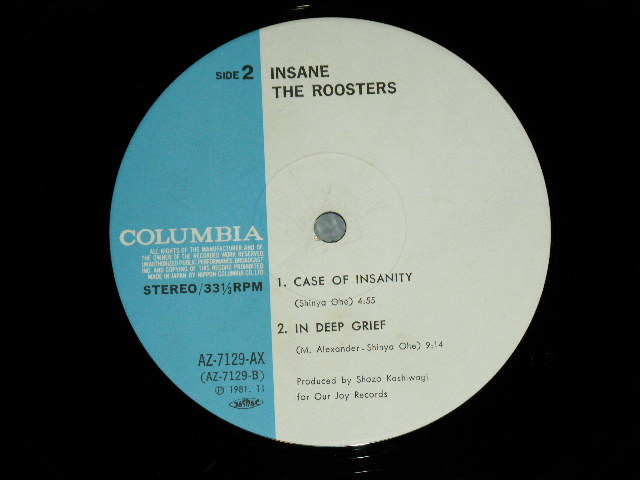 SIDE 2
INSANE
THE ROOSTERS
COLUMBIA
ALL RIGHTS OF THE MANUFACTURER AND OF
THE OWNER OF THE RECORDED WORK RESERVED
UNAUTHORIZED PUBLIC PERFORMANCE BROADCAST
ING AND COPYING OF THIS RECORD PROHIBITED
MADE IN JAPAN BY NIPPON COLUMBIA CO. LTD.
STEREO/33⅓RPM
AZ-7129-AX
(AZ-7129-B)
Ⓟ 1981. 11
1. CASE OF INSANITY
(Shinya Ohe) 4:55
2. IN DEEP GRIEF
(M. Alexander - Shinya Ohe) 9:14
Produced by Shozo Kashiwagi
for Our Joy Records